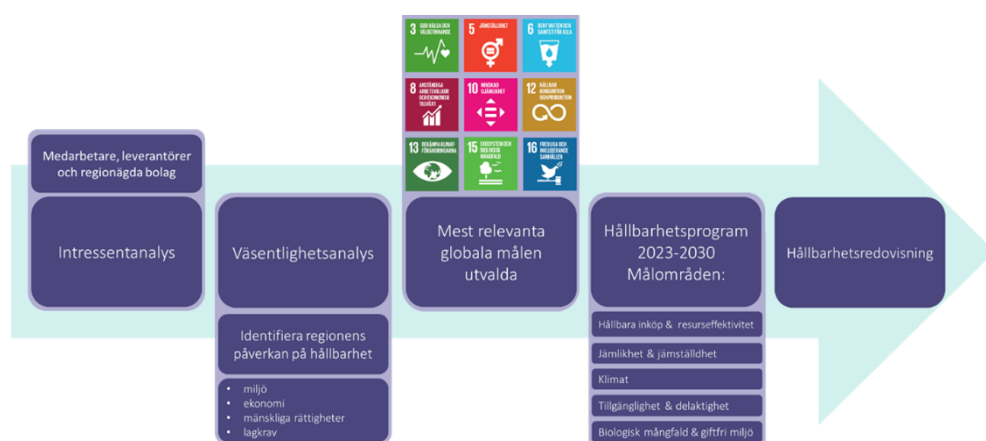 Medarbetare, leverantörer
och regionägda bolag
Intressentanalys
Väsentlighetsanalys
Identifiera regionens
påverkan på hållbarhet
• miljö
• ekonomi
• mänskliga rättigheter
• lagkrav
3 GOD HÄLSA OCH
VÄLBEFINNANDE
5 JÄMSTÄLLDHET
6 RENT VATTEN OCH
SANITET FÖR ALLA
8 ANSTÄNDIGA
ARBETSVILLKOR
OCH EKONOMISK
TILLVÄXT
10 MINSKAD
OJÄMLIKHET
12 HÅLLBAR
KONSUMTION
OCH PRODUKTION
13 BEKÄMPA KLIMAT-
FÖRÄNDRINGARNA
15 EKOSYSTEM OCH
BIOLOGISK
MÅNGFALD
16 FREDLIGA OCH
INKLUDERANDE
SAMHÄLLEN
Mest relevanta
globala målen
utvalda
Hållbarhetsprogram
2023-2030
Målområden:
Hållbara inköp & resurseffektivitet
Jämlikhet & jämställdhet
Klimat
Tillgänglighet & delaktighet
Biologisk mångfald & giftfri miljö
Hållbarhetsredovisning